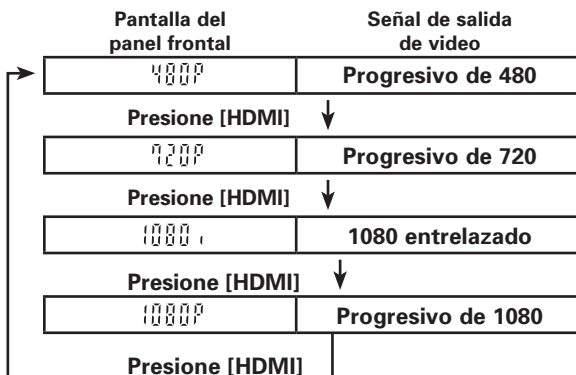 Pantalla del Señal de salida
panel frontal de video
480P Progresivo de 480
Presione [HDMI]
720P Progresivo de 720
Presione [HDMI]
1080i 1080 entrelazado
Presione [HDMI]
1080P Progresivo de 1080
Presione [HDMI]